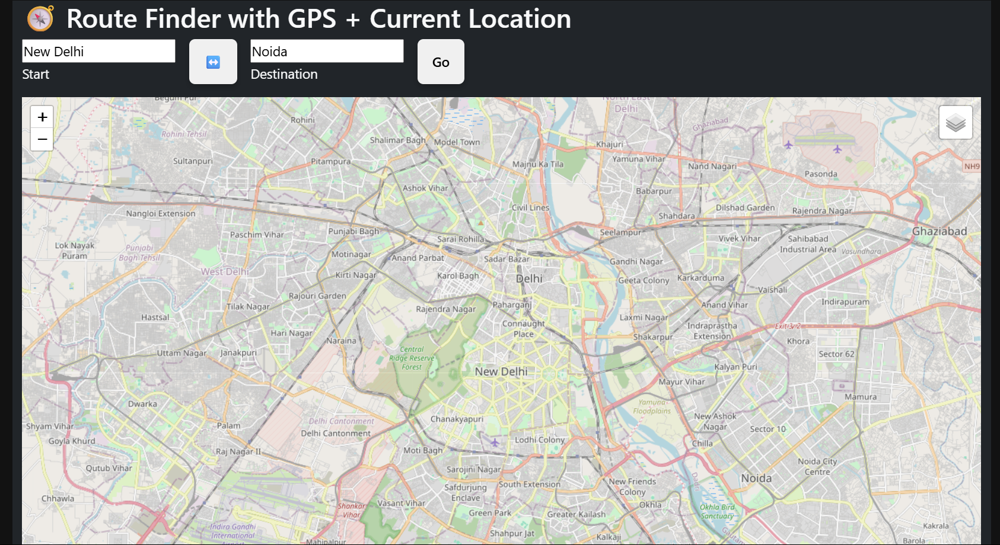 Route Finder with GPS + Current Location
New Delhi
Noida
Go
Start
Destination
+
−
Rohini
North East
Delhi
Ghaziabad
Rohini Tehsil
Shalimar Bagh
Model Town
Khajuri
Sultanpuri
Pitampura
Majnu Ka Tila
Yamuna Vihar
Nand Nagari
Pasonda
NH9
Ashok Vihar
Babarpur
Civil Lines
Dilshad Garden
Rajendra Nagar
Nangloi Extension
Shahdara
Punjabi Bagh
Paschim Vihar
Seelampur
Ghaziabad
Sarai Rohilla
Vivek Vihar
Sahibabad
Industrial Area
Vasundhara
Lok Nayak
Puram
Punjabi
Bagh Tehsil
Motinagar
Anand Parbat
Sadar Bazar
Gandhi Nagar
West Delhi
Kirti Nagar
Karol Bagh
Delhi
Geeta Colony
Karkarduma
Rajouri Garden
Vaishali
Tilak Nagar
Rajendra Nagar
Paharganj
Anand Vihar
Indirapuram
Hastsal
Laxmi Nagar
Connaught
Place
Indraprastha
Extension
Exit 3/2
Hari Nagar
Naraina
Shakarpur
Khora
Central
Ridge Reserve
Forest
Uttam Nagar
Janakpuri
Sector 62
New Delhi
Kalyan Puri
Mayur Vihar
Dwarka
Mamura
Yamuna
Floodplains
Shyam Vihar
Palam
Delhi Cantonment
Chanakyapuri
New Ashok
Nagar
Sector 10
Delhi Cantonment
Goyla Khurd
Raj Nagar II
Moti Bagh
Lodhi Colony
Chilla
Qutub Vihar
Sarojini Nagar
Noida City
Centre
Noida
South Extension
New Friends
Colony
Safdurjung
Enclave
Chhawla
Shankar
Vihar
Vasant Vihar
Okhla
Green Park
Greater Kailash
Okhla Bird
Sanctuary
Indira Gandhi
International
Kakrala
Shahpur Jat
Kalkaji
Mahipalpur
Barola